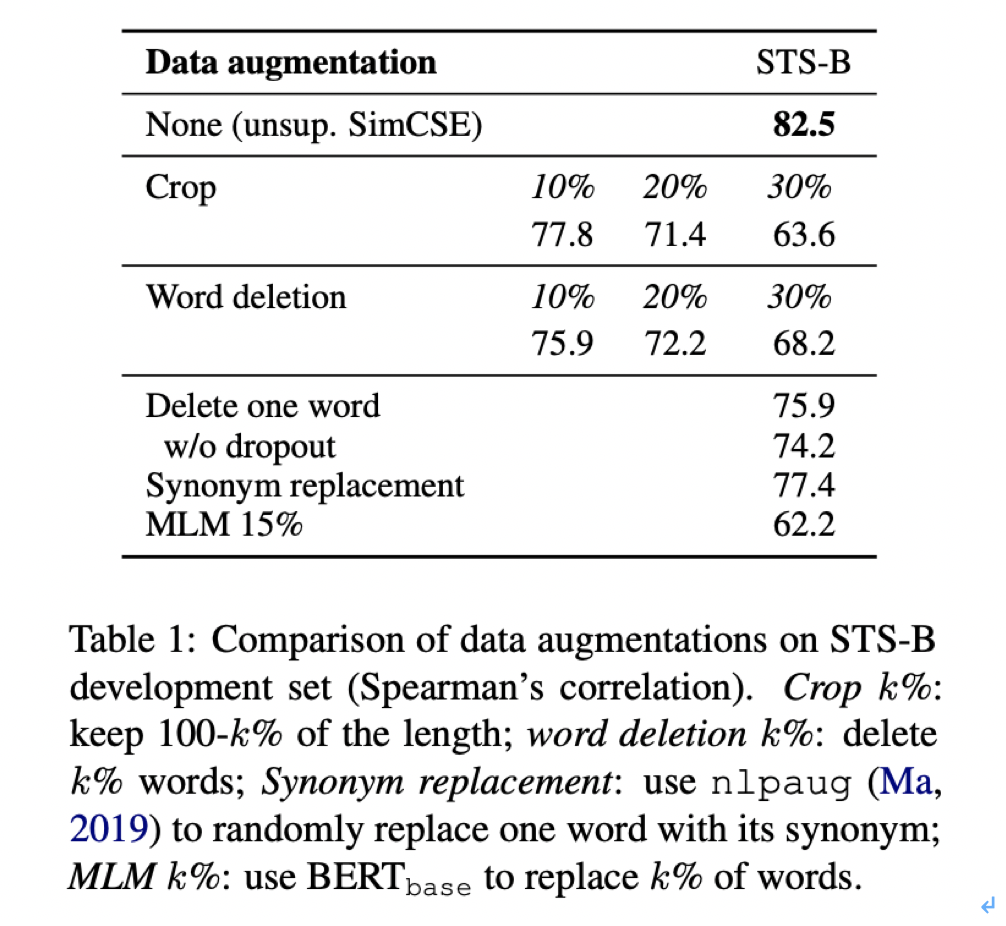 Data augmentation STS-B
None (unsup. SimCSE) 82.5
Crop 10% 20% 30%
77.8 71.4 63.6
Word deletion 10% 20% 30%
75.9 72.2 68.2
Delete one word 75.9
w/o dropout 74.2
Synonym replacement 77.4
MLM 15% 62.2
Table 1: Comparison of data augmentations on STS-B
development set (Spearman’s correlation). Crop k%:
keep 100-k% of the length; word deletion k%: delete
k% words; Synonym replacement: use nlpaug (Ma,
2019) to randomly replace one word with its synonym;
MLM k%: use BERTbase to replace k% of words.